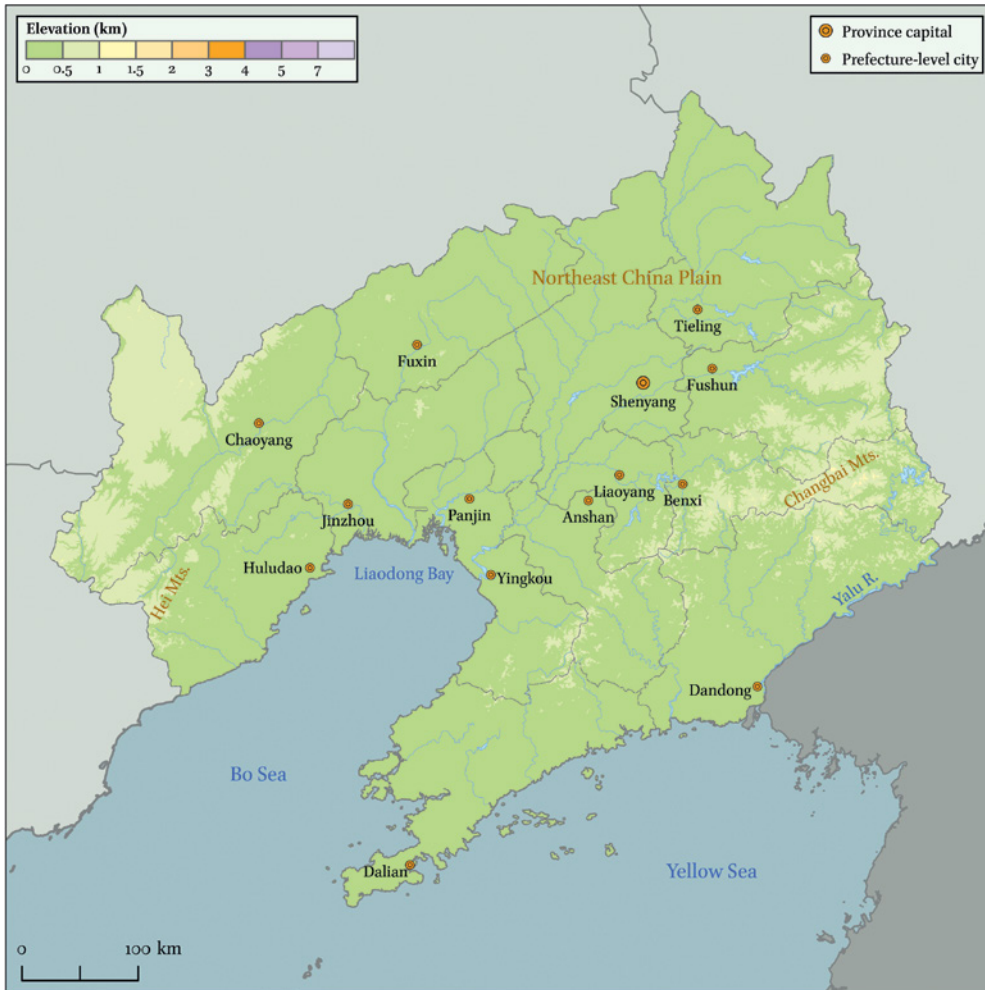 Elevation (km)
0 0.5 1 1.5 2 3 4 5 7
Province capital
Prefecture-level city
Northeast China Plain
Tieling
Fuxin
Fushun
Shenyang
Chaoyang
Changbai Mts.
Liaoyang
Benxi
Jinzhou
Panjin
Anshan
Huludao
Liaodong Bay
Yingkou
Hei Mts.
Yalu R.
Dandong
Bo Sea
Dalian
Yellow Sea
0 100 km